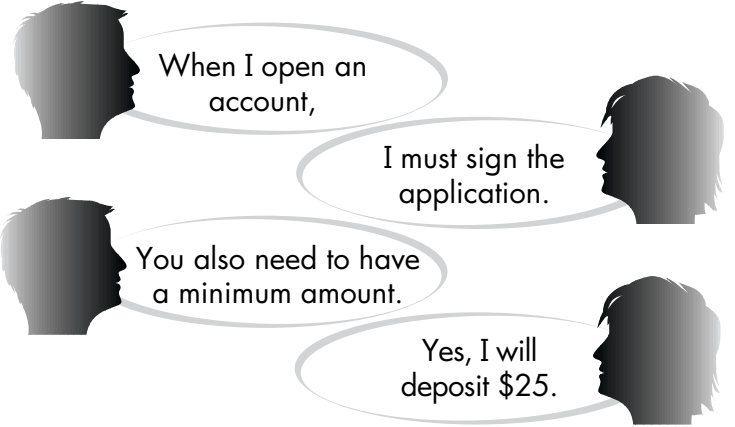 When I open an
account,
I must sign the
application.
You also need to have
a minimum amount.
Yes, I will
deposit $25.